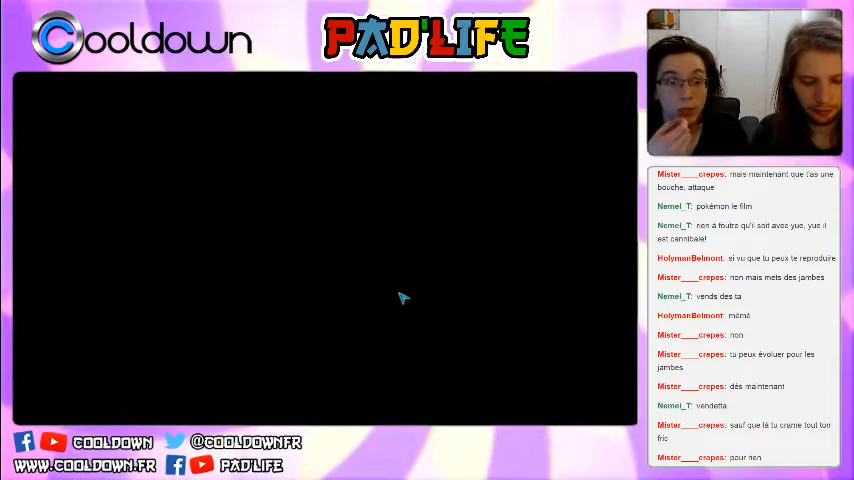 Cooldown
PAD'LIFE
Mister____crepes: mais maintenant que t'as une
bouche, attaque
Nemel_T: pokémon le film
Nemel_T: rien à foutre qu'il soit avec yue, yue il
est cannibale!
HolymanBelmont: si vu que tu peux te reproduire
Mister____crepes: non mais mets des jambes
Nemel_T: vends des ta
HolymanBelmont: mémé
Mister____crepes: non
Mister____crepes: tu peux évoluer pour les
jambes
Mister____crepes: dès maintenant
Nemel_T: vendetta
Mister____crepes: sauf que là tu crame tout ton
fric
Mister____crepes: pour rien
COOLDOWN @COOLDOWNFR
WWW.COOLDOWN.FR PAD'LIFE